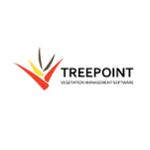 TREEPOINT
VEGETATION MANAGEMENT SOFTWARE